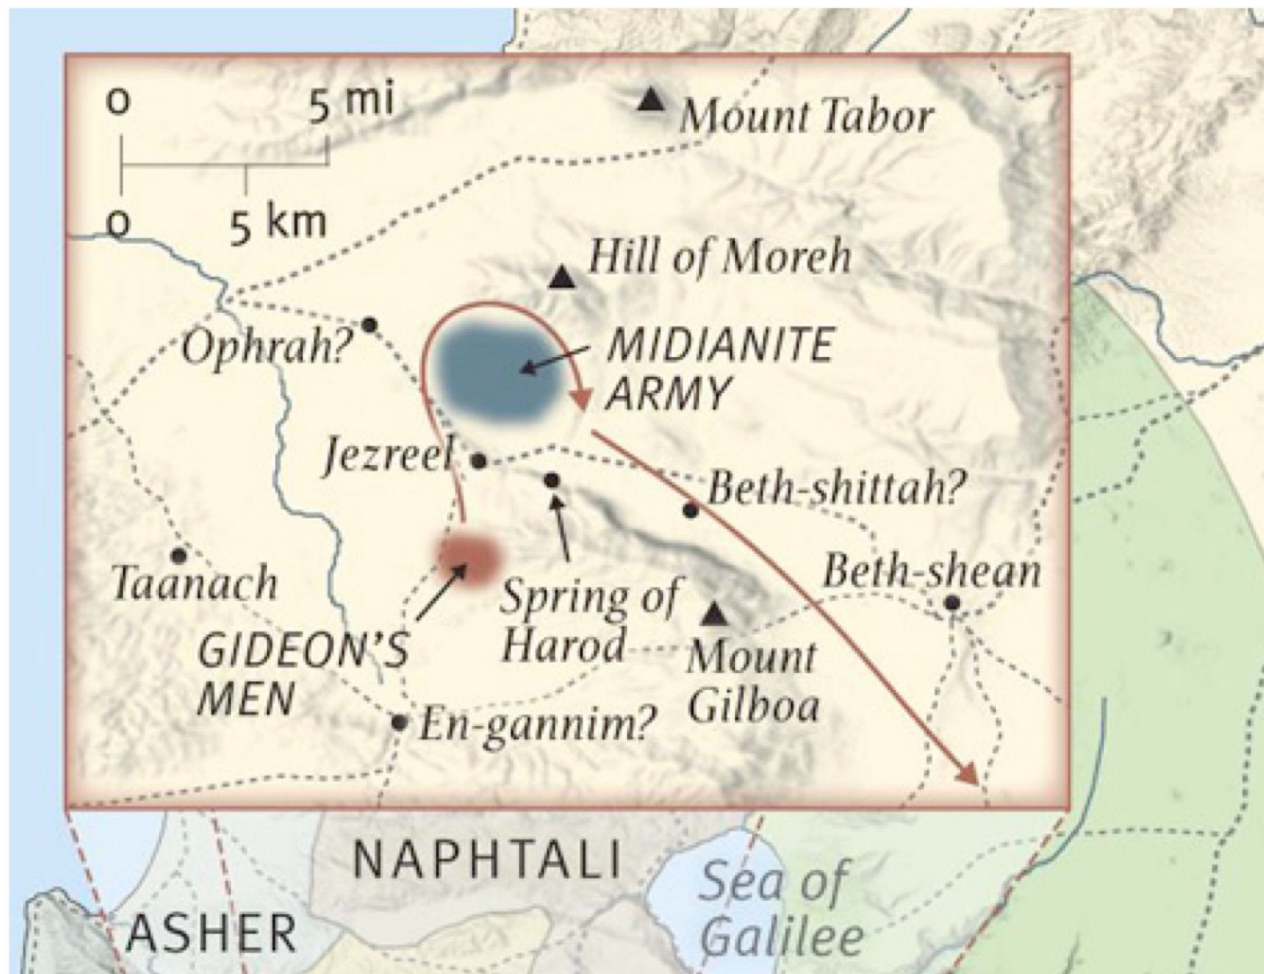 0 5 mi
0 5 km
Mount Tabor
Hill of Moreh
Ophrah?
MIDIANITE
ARMY
Jezreel
Beth-shittah?
Taanach
Spring of
Harod
Beth-shean
GIDEON'S
MEN
Mount
Gilboa
En-gannim?
NAPHTALI
Sea of
Galilee
ASHER